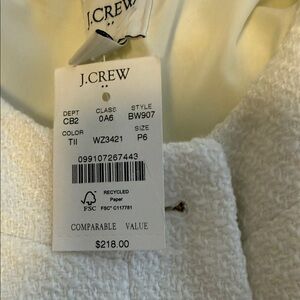 J.CREW
J.CREW
DEPT CLASS STYLE
CB2 0A6 BW907
COLOR SIZE
TII WZ3421 P6
099107267443
RECYCLED
Paper
FSC FSC® C117781
COMPARABLE VALUE
$218.00